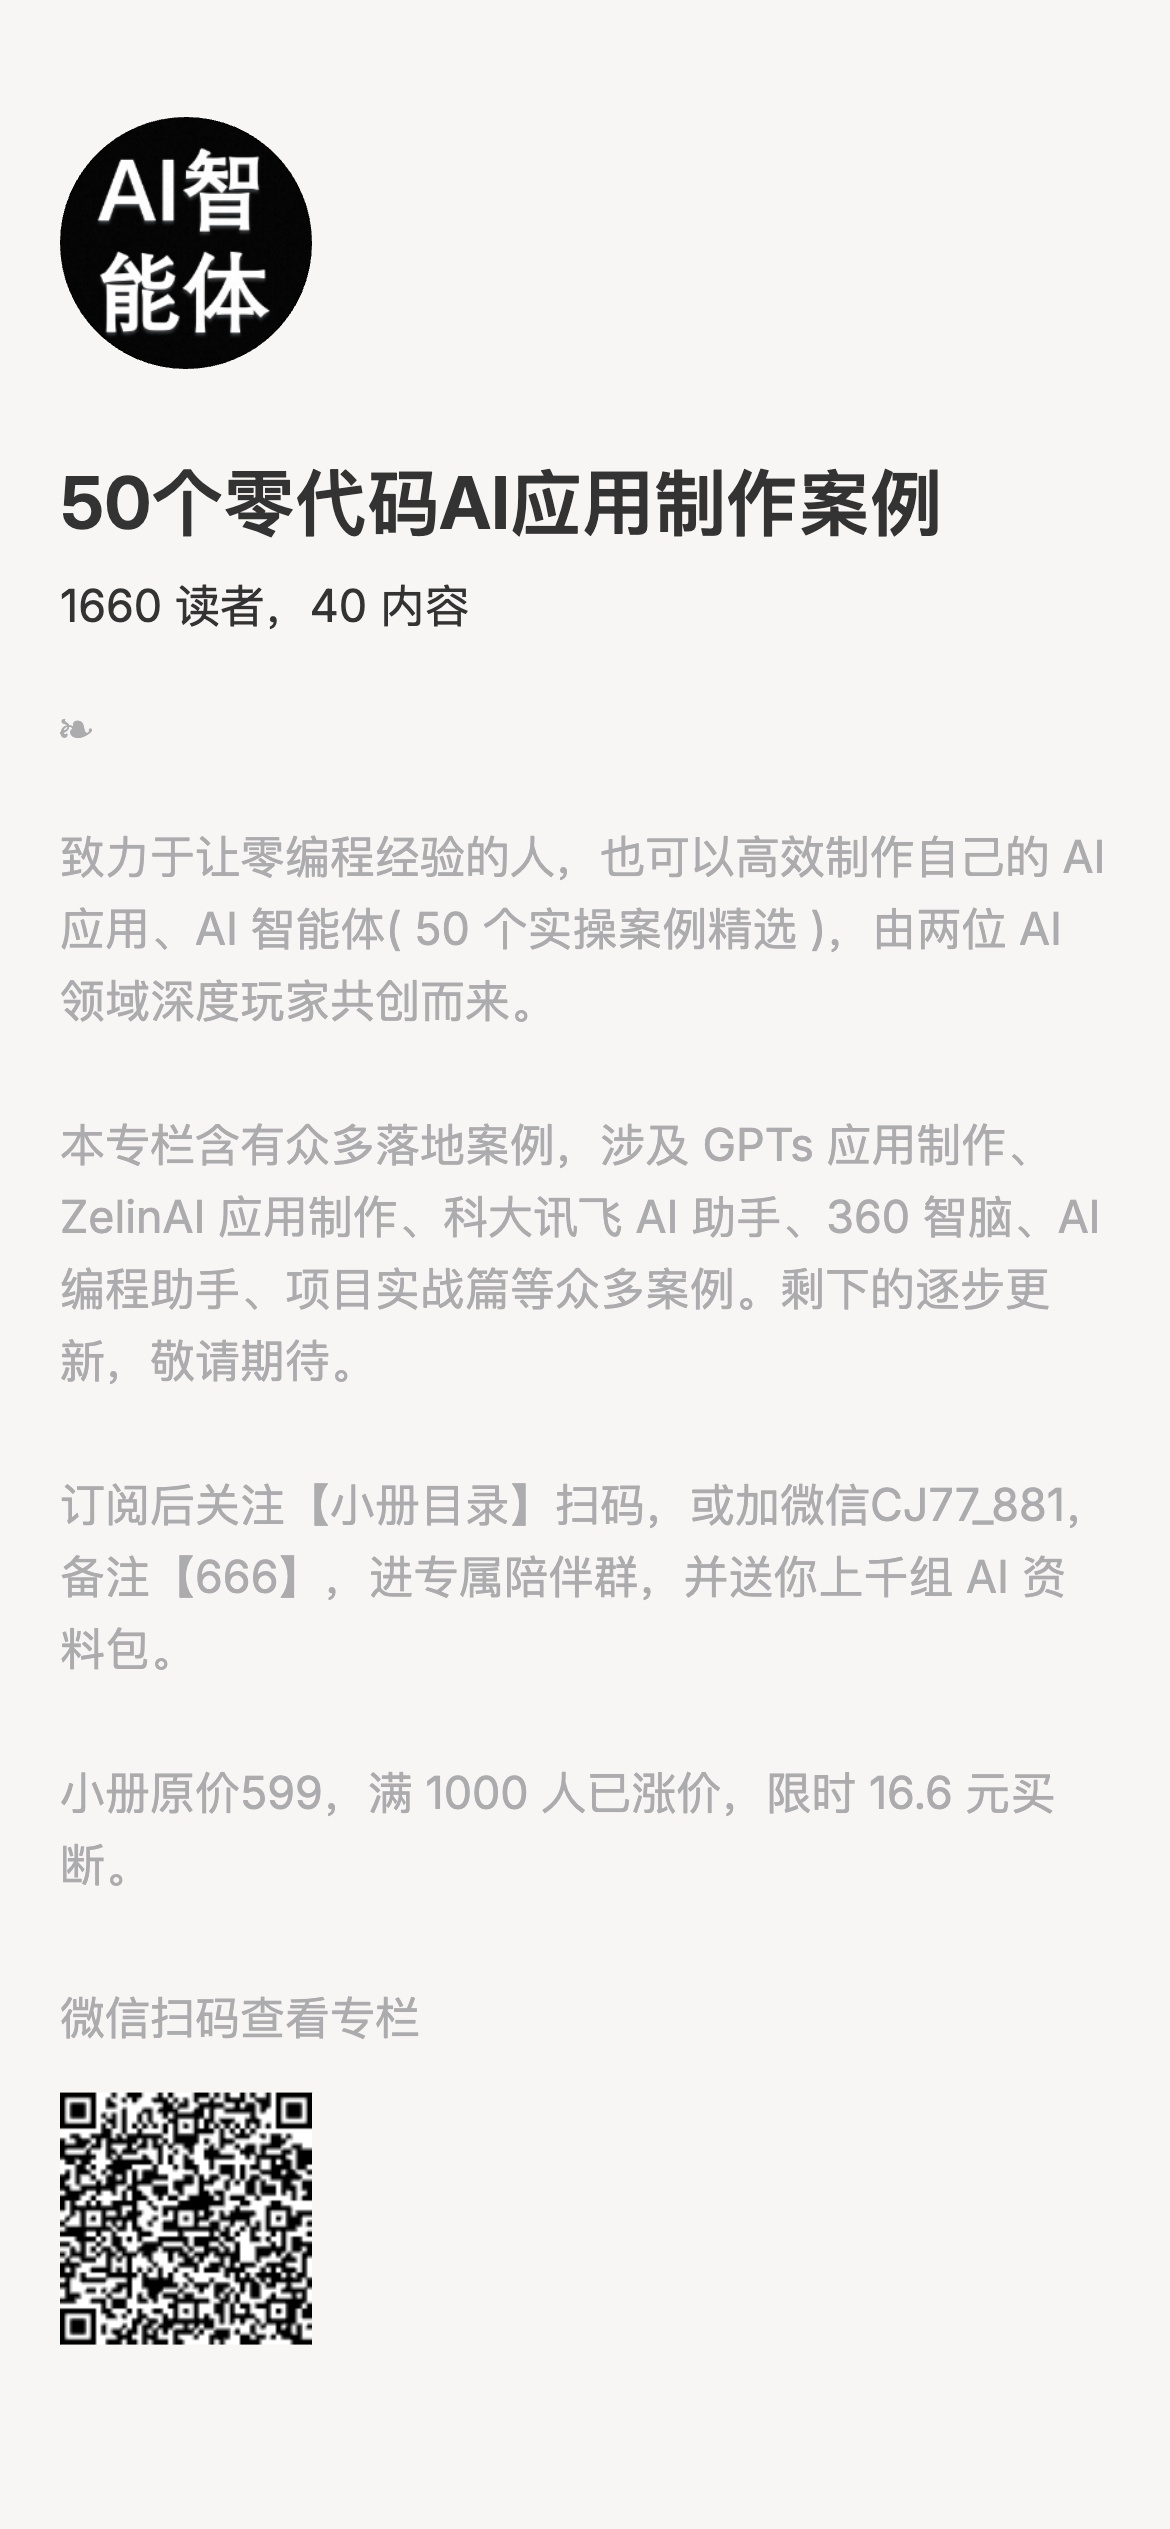 AI智
能体
50个零代码AI应用制作案例
1660 读者，40 内容
❧
致力于让零编程经验的人，也可以高效制作自己的 AI
应用、AI 智能体( 50 个实操案例精选 )，由两位 AI
领域深度玩家共创而来。
本专栏含有众多落地案例，涉及 GPTs 应用制作、
ZelinAI 应用制作、科大讯飞 AI 助手、360 智脑、AI
编程助手、项目实战篇等众多案例。剩下的逐步更
新，敬请期待。
订阅后关注【小册目录】扫码，或加微信CJ77_881，
备注【666】，进专属陪伴群，并送你上千组 AI 资
料包。
小册原价599，满 1000 人已涨价，限时 16.6 元买
断。
微信扫码查看专栏